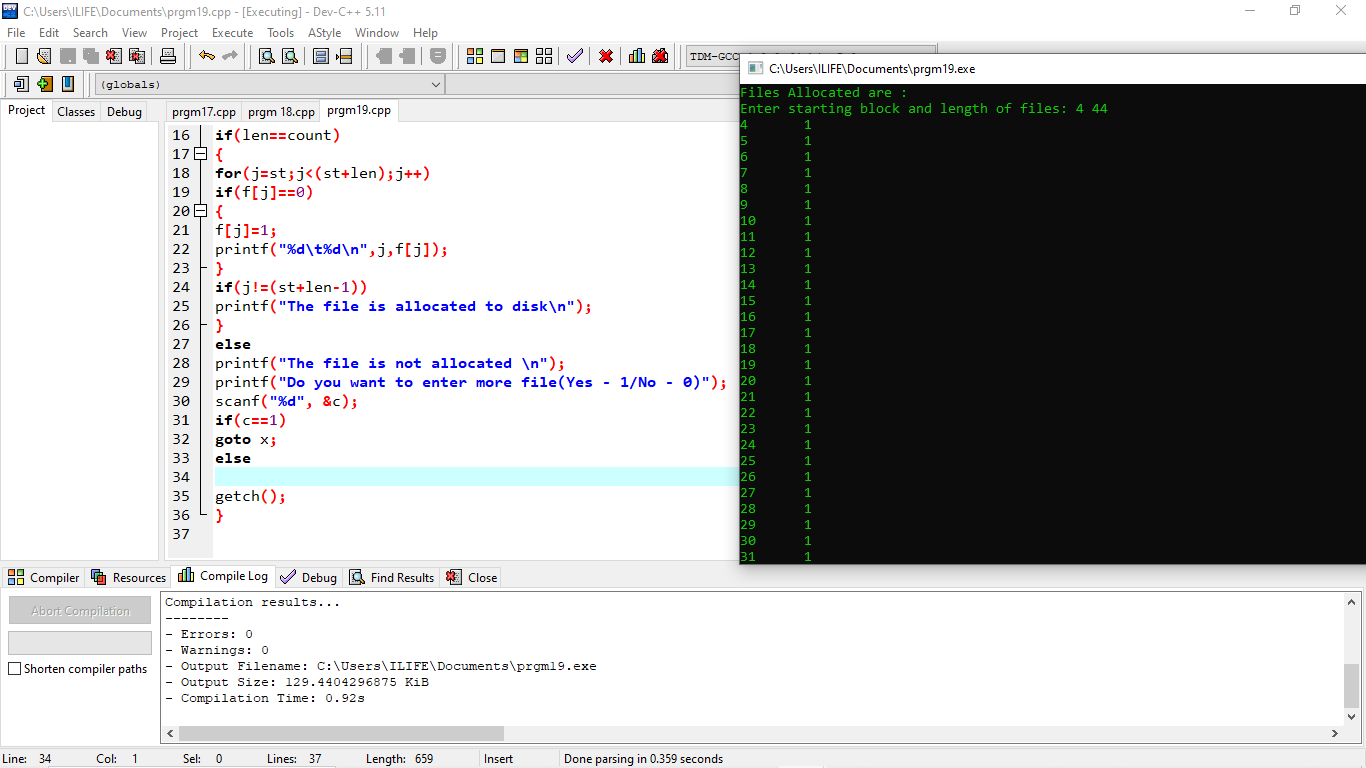 C:\Users\ILIFE\Documents\prgm19.cpp - [Executing] - Dev-C++ 5.11
File Edit Search View Project Execute Tools AStyle Window Help
TDM-GCC
(globals)
Project Classes Debug
prgm17.cpp prgm 18.cpp prgm19.cpp
16 if(len==count)
17 {
18 for(j=st;j<(st+len);j++)
19 if(f[j]==0)
20 {
21 f[j]=1;
22 printf("%d\t%d\n",j,f[j]);
23 }
24 if(j!=(st+len-1))
25 printf("The file is allocated to disk\n");
26 }
27 else
28 printf("The file is not allocated \n");
29 printf("Do you want to enter more file(Yes - 1/No - 0)");
30 scanf("%d", &c);
31 if(c==1)
32 goto x;
33 else
34
35 getch();
36 }
37
C:\Users\ILIFE\Documents\prgm19.exe
Files Allocated are :
Enter starting block and length of files: 4 44
4 1
5 1
6 1
7 1
8 1
9 1
10 1
11 1
12 1
13 1
14 1
15 1
16 1
17 1
18 1
19 1
20 1
21 1
22 1
23 1
24 1
25 1
26 1
27 1
28 1
29 1
30 1
31 1
Compiler Resources Compile Log Debug Find Results Close
Abort Compilation
Shorten compiler paths
Compilation results...
--------
- Errors: 0
- Warnings: 0
- Output Filename: C:\Users\ILIFE\Documents\prgm19.exe
- Output Size: 129.4404296875 KiB
- Compilation Time: 0.92s
Line: 34 Col: 1 Sel: 0 Lines: 37 Length: 659 Insert Done parsing in 0.359 seconds